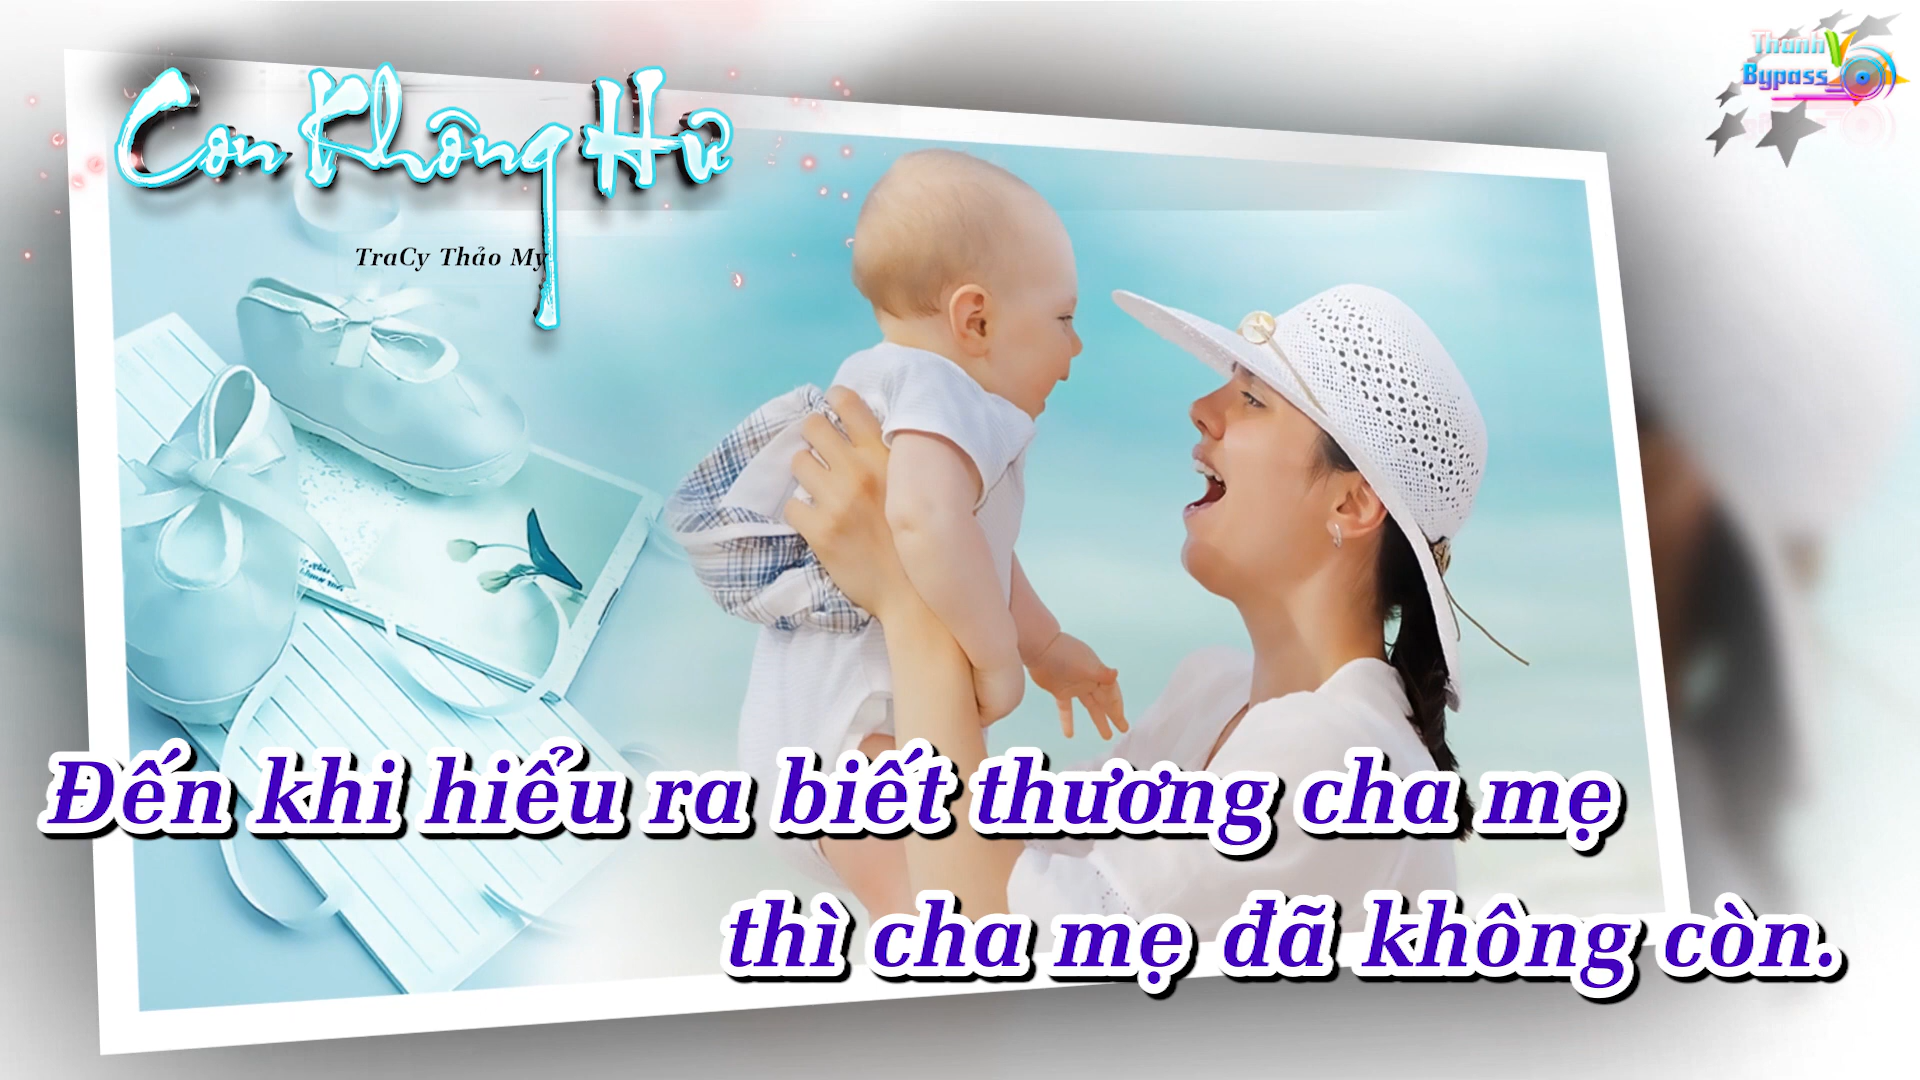 Con Không Hư
TraCy Thảo My
Thanh V
Bypass
Đến khi hiểu ra biết thương cha mẹ
thì cha mẹ đã không còn.